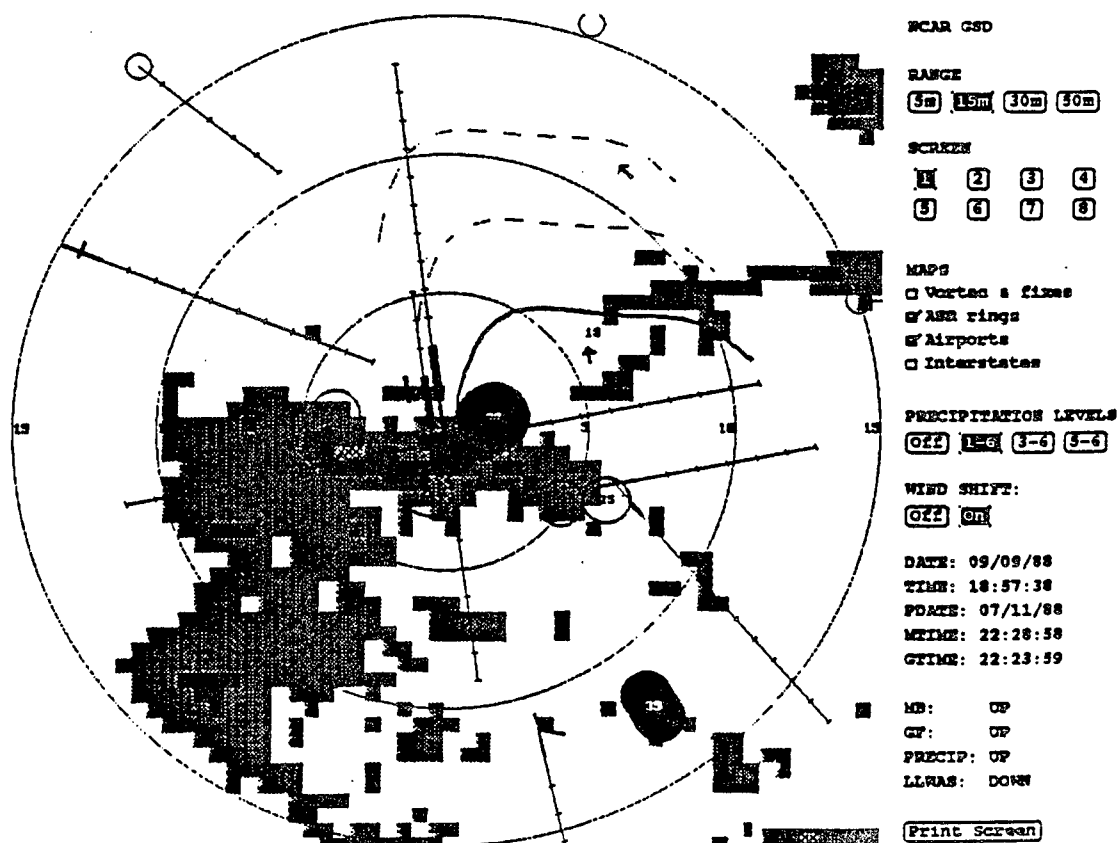 NCAR GSD
RANGE
5m 15m 30m 50m
SCREEN
1 2 3 4
5 6 7 8
MAPS
Vortac & fixes
ASR rings
Airports
Interstates
PRECIPITATION LEVELS
Off 1-6 3-6 5-6
WIND SHIFT:
Off On
DATE: 09/09/88
TIME: 18:57:38
PDATE: 07/11/88
MTIME: 22:28:58
GTIME: 22:23:59
MB: UP
GF: UP
PRECIP: UP
LLWAS: DOWN
Print Screen
18
15 5 10 15